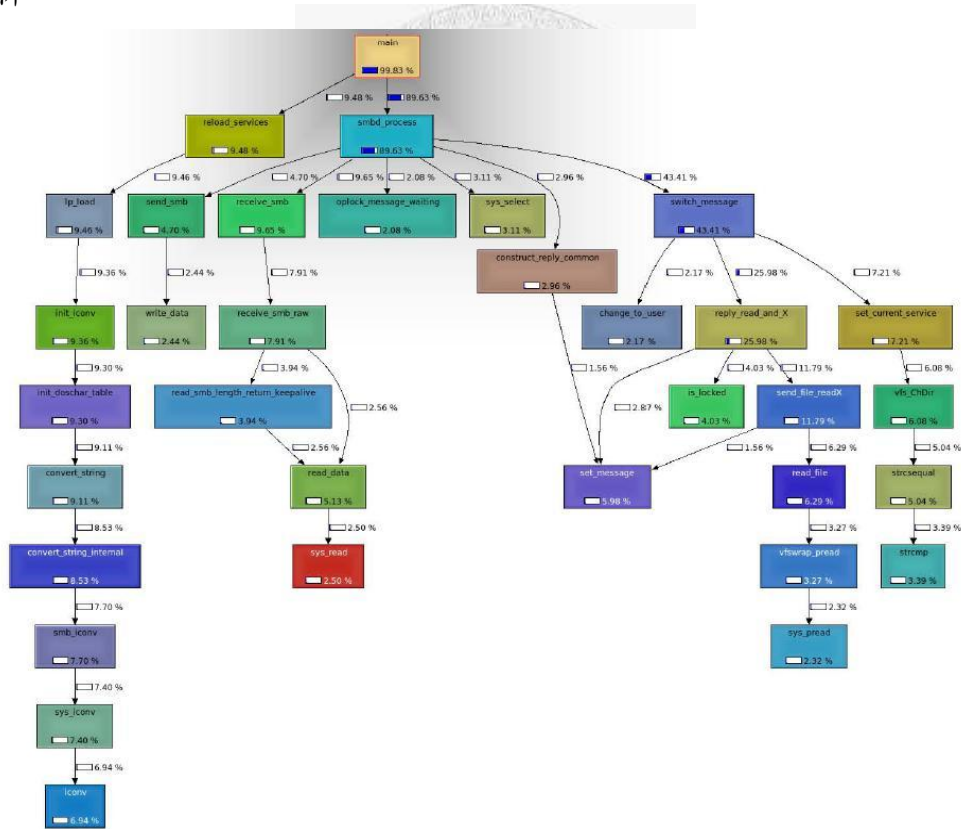 main
99.83 %
9.48 %
89.63 %
reload_services
9.48 %
smbd_process
89.63 %
9.46 %
4.70 %
9.65 %
2.08 %
3.11 %
2.96 %
43.41 %
lp_load
9.46 %
send_smb
4.70 %
receive_smb
9.65 %
oplock_message_waiting
2.08 %
sys_select
3.11 %
switch_message
43.41 %
construct_reply_common
2.96 %
9.36 %
2.44 %
7.91 %
2.17 %
25.98 %
7.21 %
init_iconv
9.36 %
write_data
2.44 %
receive_smb_raw
7.91 %
change_to_user
2.17 %
reply_read_and_X
25.98 %
set_current_service
7.21 %
9.30 %
3.94 %
2.56 %
1.56 %
2.87 %
4.03 %
11.79 %
6.08 %
init_doschar_table
9.30 %
read_smb_length_return_keepalive
3.94 %
is_locked
4.03 %
send_file_readX
11.79 %
vfs_ChDir
6.08 %
9.11 %
2.56 %
1.56 %
6.29 %
5.04 %
convert_string
9.11 %
read_data
5.13 %
set_message
5.98 %
read_file
6.29 %
strcsequal
5.04 %
8.53 %
2.50 %
3.27 %
3.39 %
convert_string_internal
8.53 %
sys_read
2.50 %
vfswrap_pread
3.27 %
strcmp
3.39 %
7.70 %
2.32 %
smb_iconv
7.70 %
sys_pread
2.32 %
7.40 %
sys_iconv
7.40 %
6.94 %
iconv
6.94 %